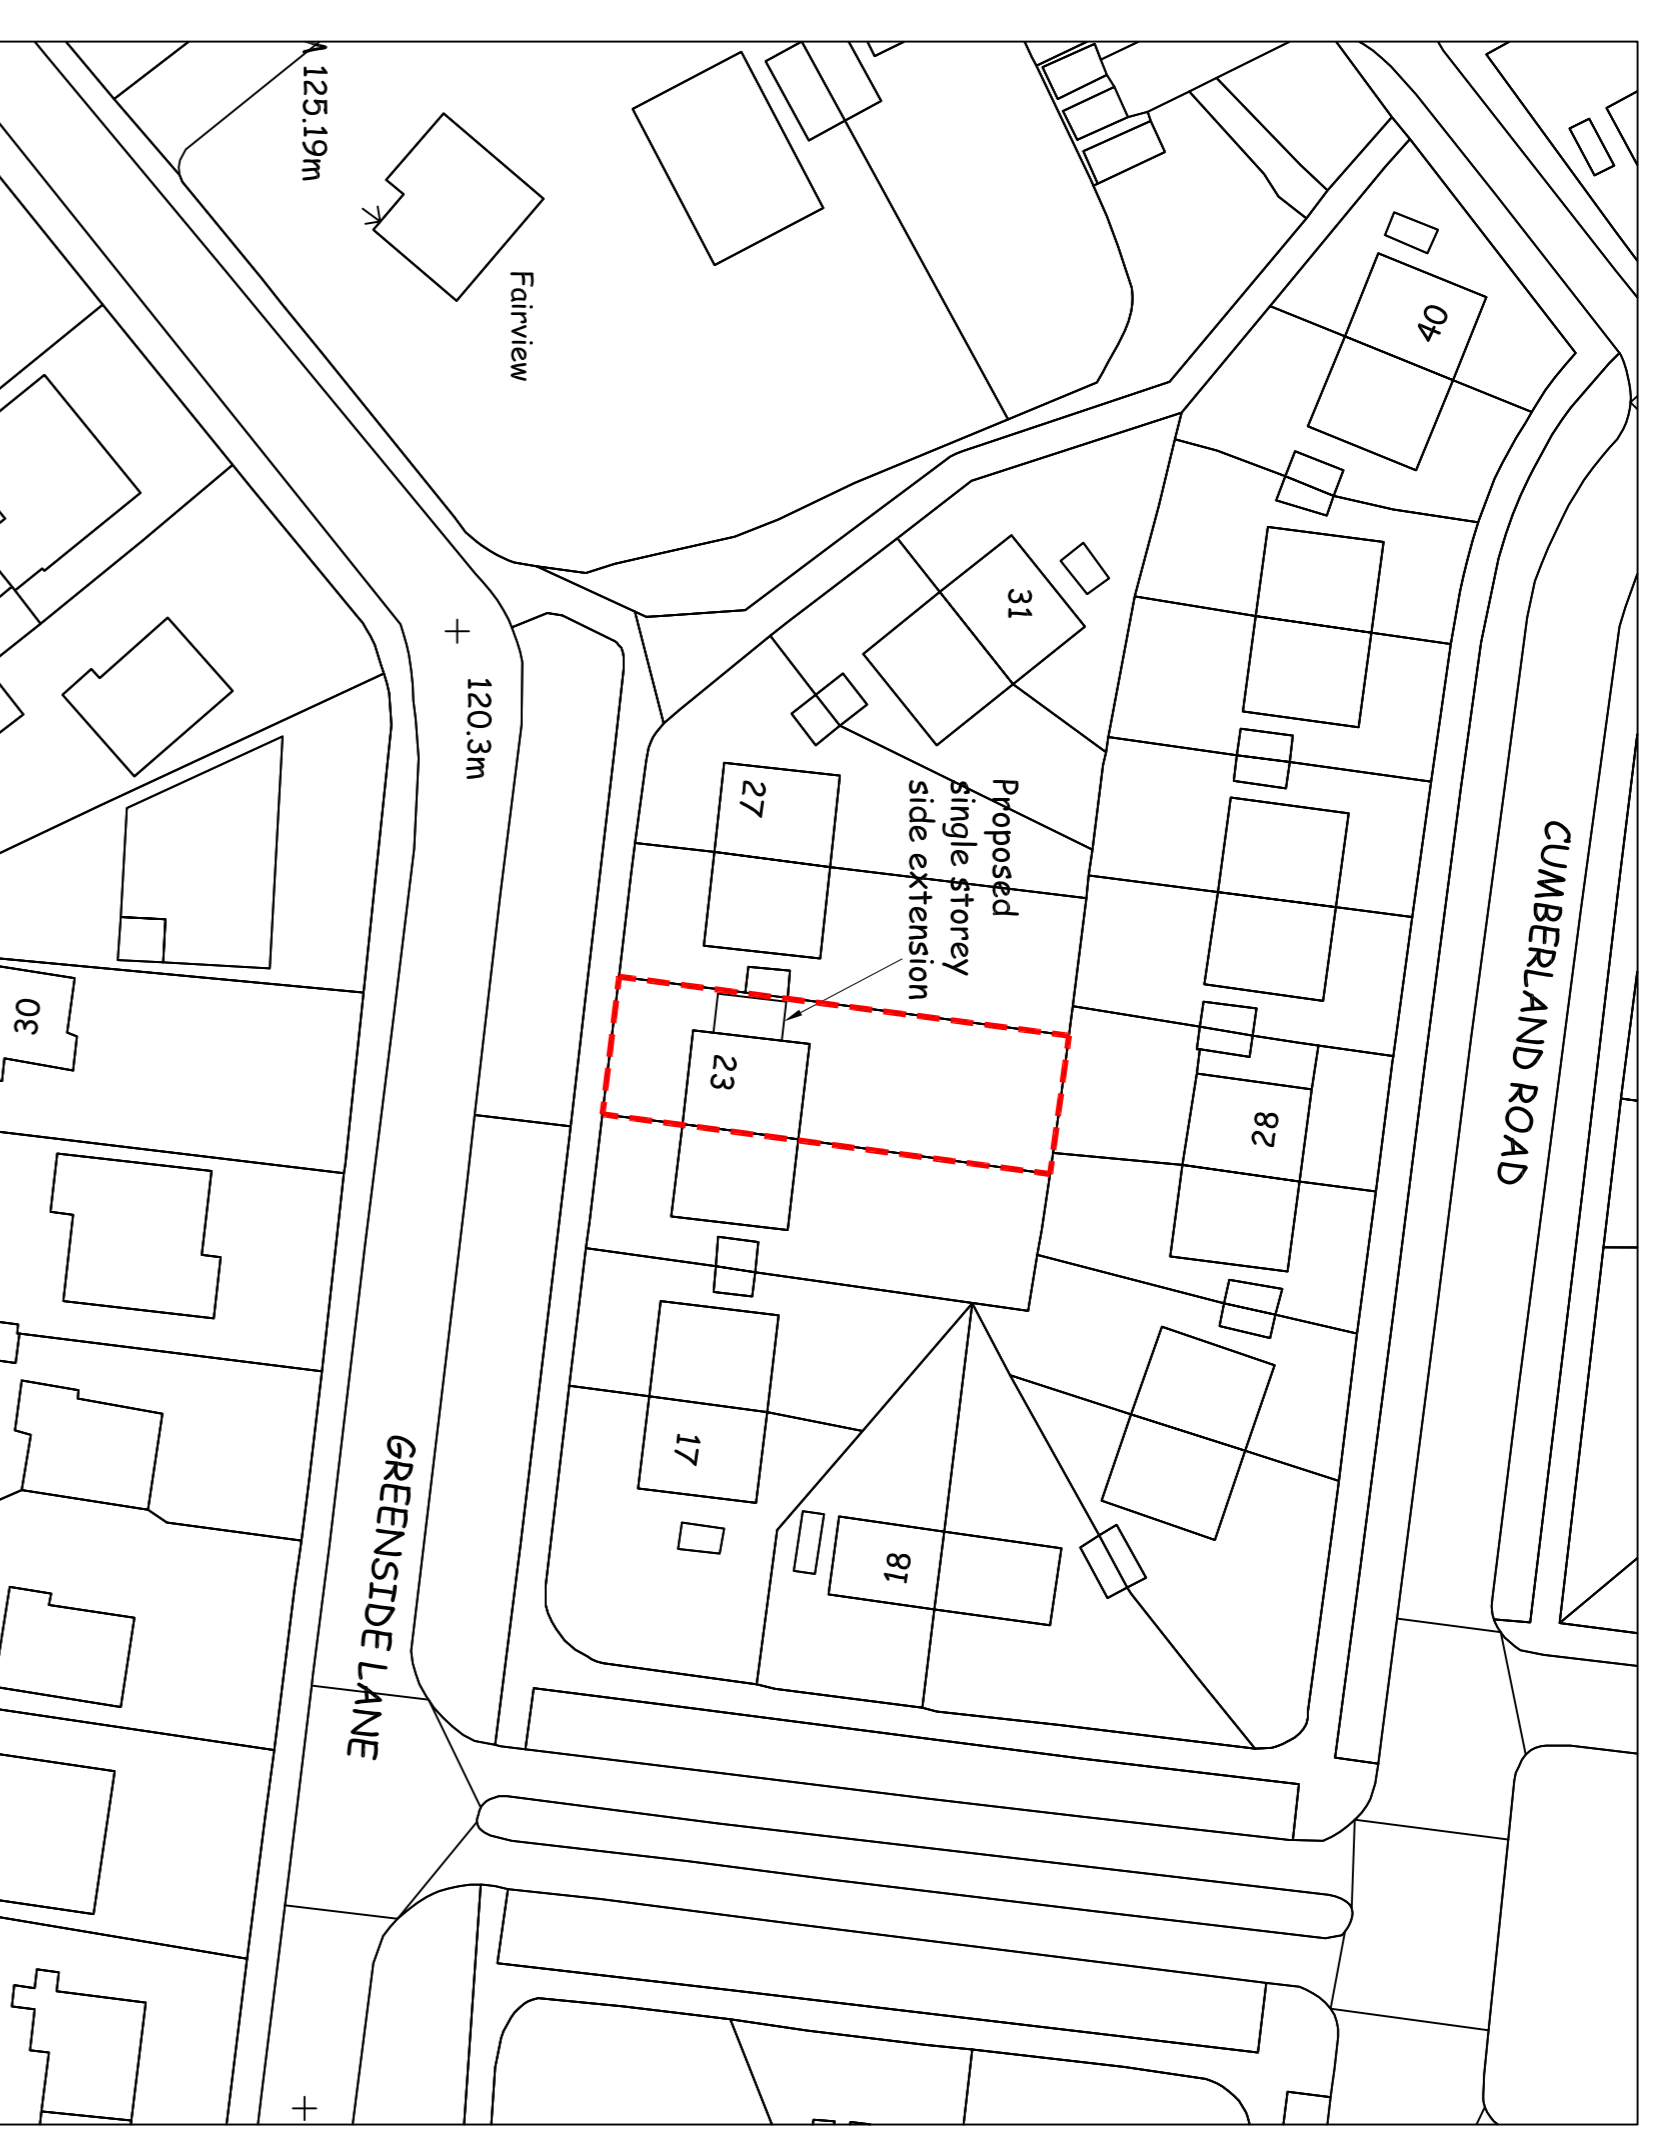 CUMBERLAND ROAD
40
28
31
Proposed
single storey
side extension
18
27
23
17
Fairview
120.3m
125.19m
GREENSIDE LANE
30